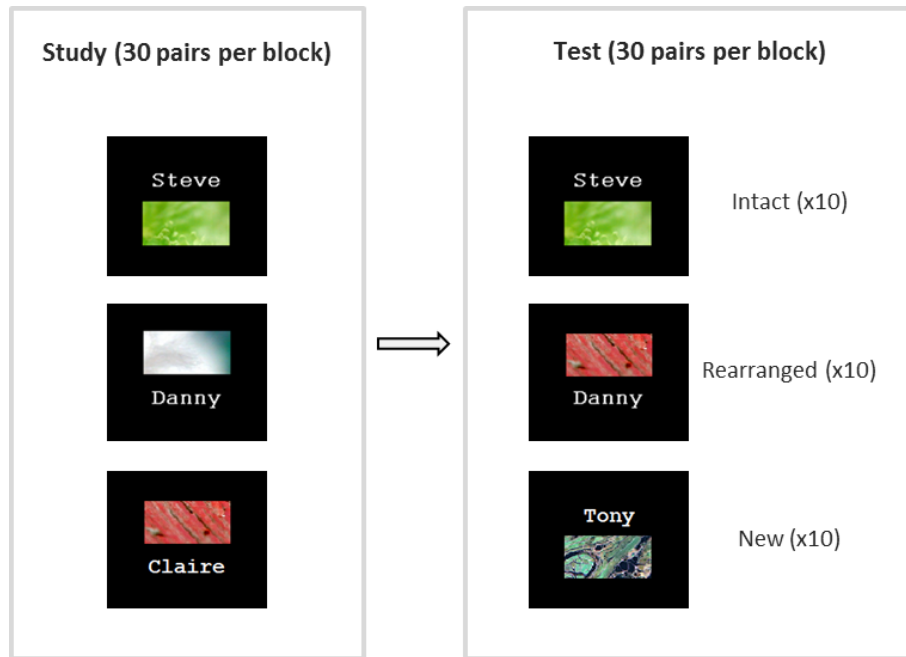 Study (30 pairs per block)
Steve
Danny
Claire
Test (30 pairs per block)
Steve
Intact (x10)
Danny
Rearranged (x10)
Tony
New (x10)